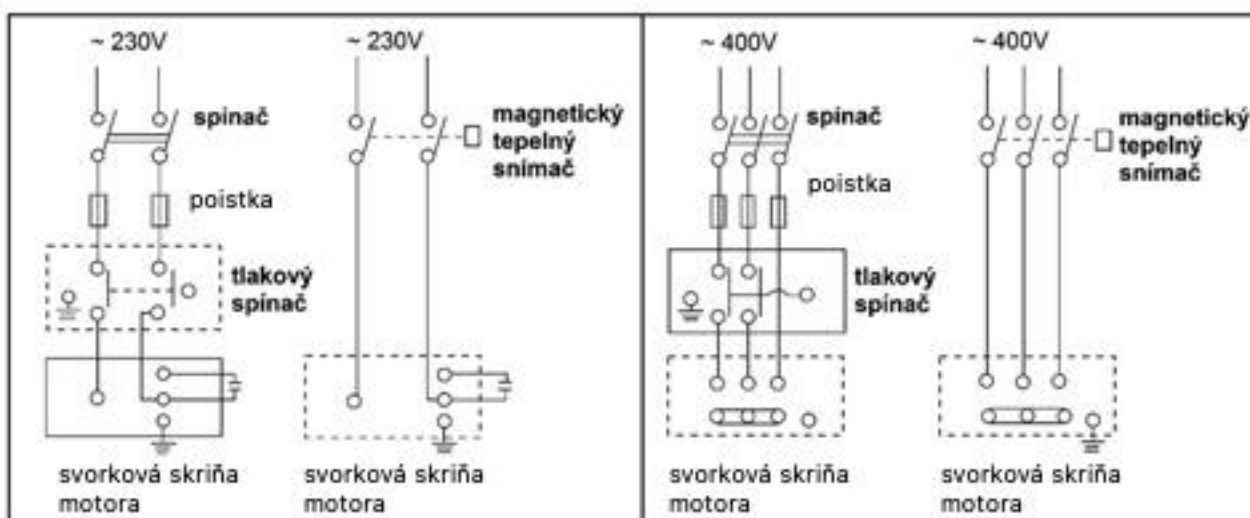 ~ 230V
spínač
poistka
tlakový
spínač
svorková skriňa
motora
~ 230V
magnetický
tepelný
snímač
svorková skriňa
motora
~ 400V
spínač
poistka
tlakový
spínač
svorková skriňa
motora
~ 400V
magnetický
tepelný
snímač
svorková skriňa
motora